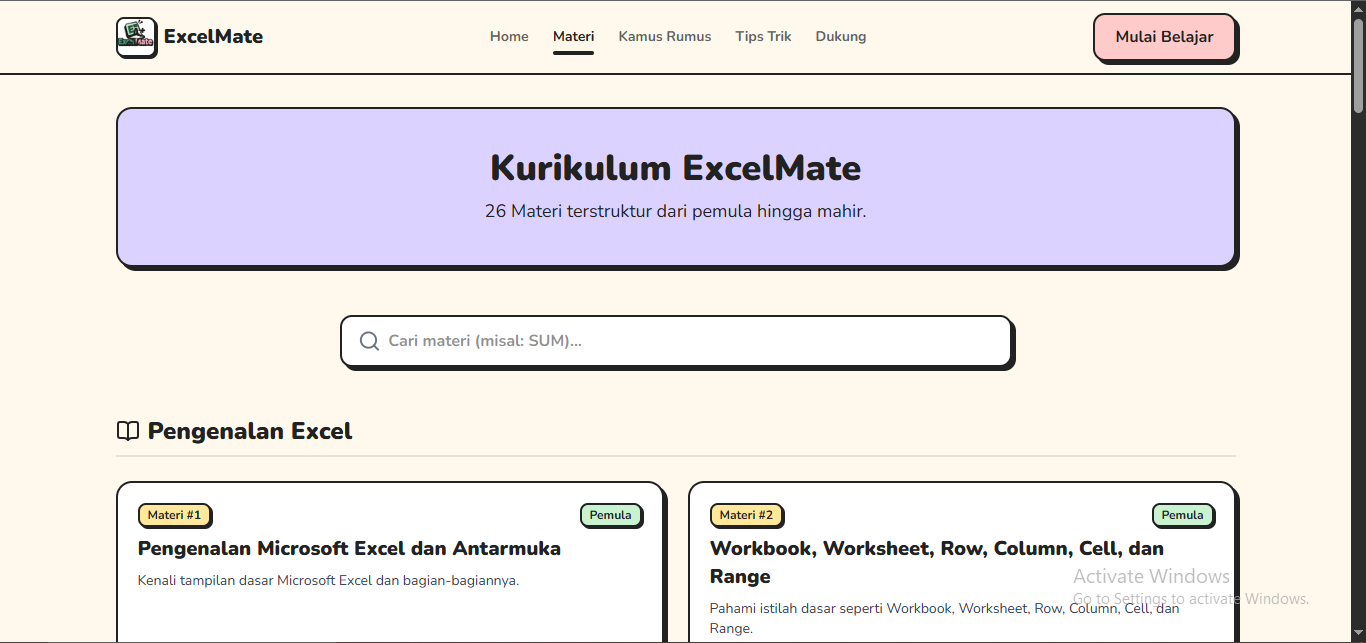 ExcelMate
Home
Materi
Kamus Rumus
Tips Trik
Dukung
Mulai Belajar
Kurikulum ExcelMate
26 Materi terstruktur dari pemula hingga mahir.
Cari materi (misal: SUM)...
Pengenalan Excel
Materi #1
Pemula
Pengenalan Microsoft Excel dan Antarmuka
Kenali tampilan dasar Microsoft Excel dan bagian-bagiannya.
Materi #2
Pemula
Workbook, Worksheet, Row, Column, Cell, dan
Range
Pahami istilah dasar seperti Workbook, Worksheet, Row, Column, Cell, dan
Range.
Activate Windows
Go to Settings to activate Windows.